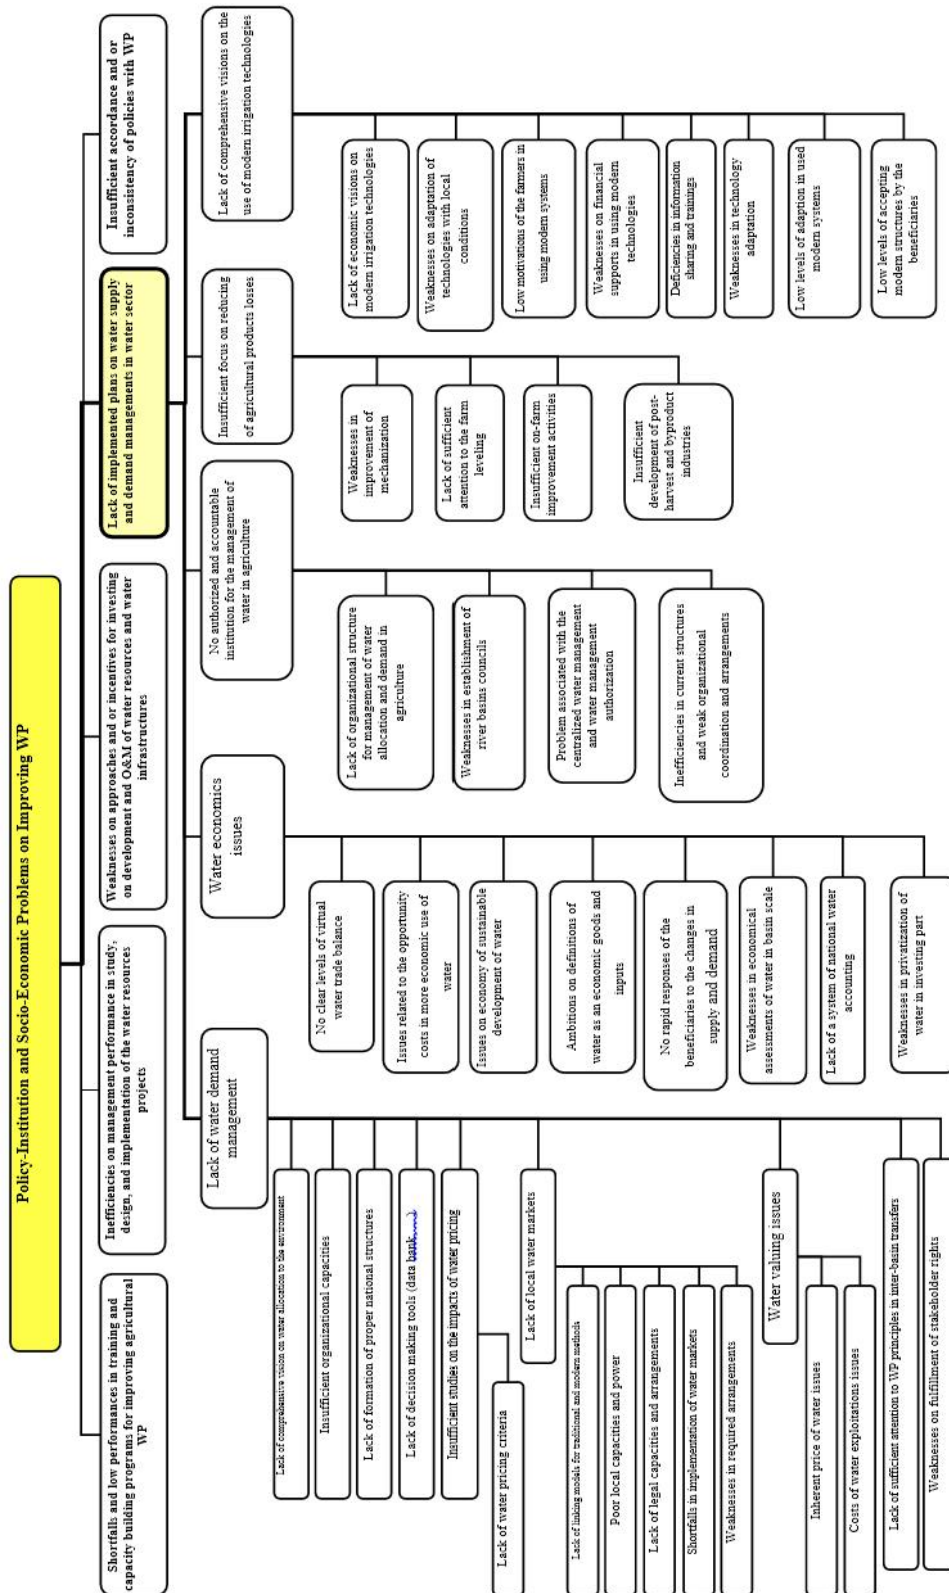 Policy-Institution and Socio-Economic Problems on Improving WP
Shortfalls and low performances in training and
capacity building programs for improving agricultural
WP
Inefficiencies on management performance in study,
design, and implementation of the water resources
projects
Weaknesses on approaches and or incentives for investing
on development and O&M of water resources and water
infrastructures
Lack of implemented plans on water supply
and demand managements in water sector
Insufficient accordance and or
inconsistency of policies with WP
Lack of water demand
management
Water economics
issues
No authorized and accountable
institution for the management of
water in agriculture
Insufficient focus on reducing
of agricultural products losses
Lack of comprehensive visions on the
use of modern irrigation technologies
Lack of comprehensive vision on water allocation to the environment
Insufficient organizational capacities
Lack of formation of proper national structures
Lack of decision making tools (data bank,...)
Insufficient studies on the impacts of water pricing
Lack of water pricing criteria
Lack of local water markets
Lack of linking models for traditional and modern methods
Poor local capacities and power
Lack of legal capacities and arrangements
Shortfalls in implementation of water markets
Weaknesses in required arrangements
Water valuing issues
Inherent price of water issues
Costs of water exploitations issues
Lack of sufficient attention to WP principles in inter-basin transfers
Weaknesses on fulfillment of stakeholder rights
No clear levels of virtual
water trade balance
Issues related to the opportunity
costs in more economic use of
water
Issues on economy of sustainable
development of water
Ambitions on definitions of
water as an economic goods and
inputs
No rapid responses of the
beneficiaries to the changes in
supply and demand
Weaknesses in economical
assessments of water in basin scale
Lack of a system of national water
accounting
Weaknesses in privatization of
water in investing part
Lack of organizational structure
for management of water
allocation and demand in
agriculture
Weaknesses in establishment of
river basins councils
Problem associated with the
centralized water management
and water management
authorization
Inefficiencies in current structures
and weak organizational
coordination and arrangements
Weaknesses in
improvement of
mechanization
Lack of sufficient
attention to the farm
leveling
Insufficient on-farm
improvement activities
Insufficient
development of post-
harvest and byproduct
industries
Lack of economic visions on
modern irrigation technologies
Weaknesses on adaptation of
technologies with local
conditions
Low motivations of the farmers in
using modern systems
Weaknesses on financial
supports in using modern
technologies
Deficiencies in information
sharing and trainings
Weaknesses in technology
adaptation
Low levels of adaption in used
modern systems
Low levels of accepting
modern structures by the
beneficiaries